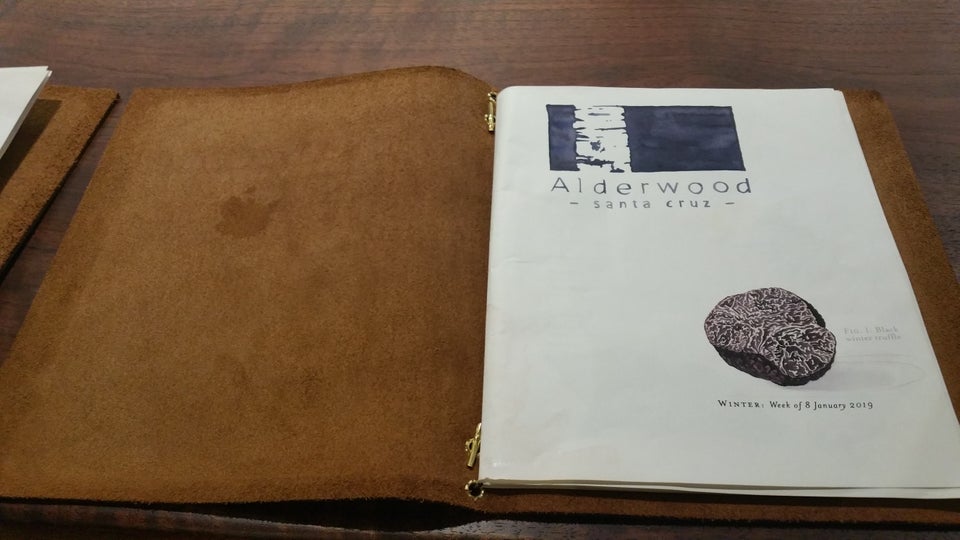 Alderwood
- santa cruz -
FIG. 1. Black
winter truffle
WINTER: Week of 8 January 2019